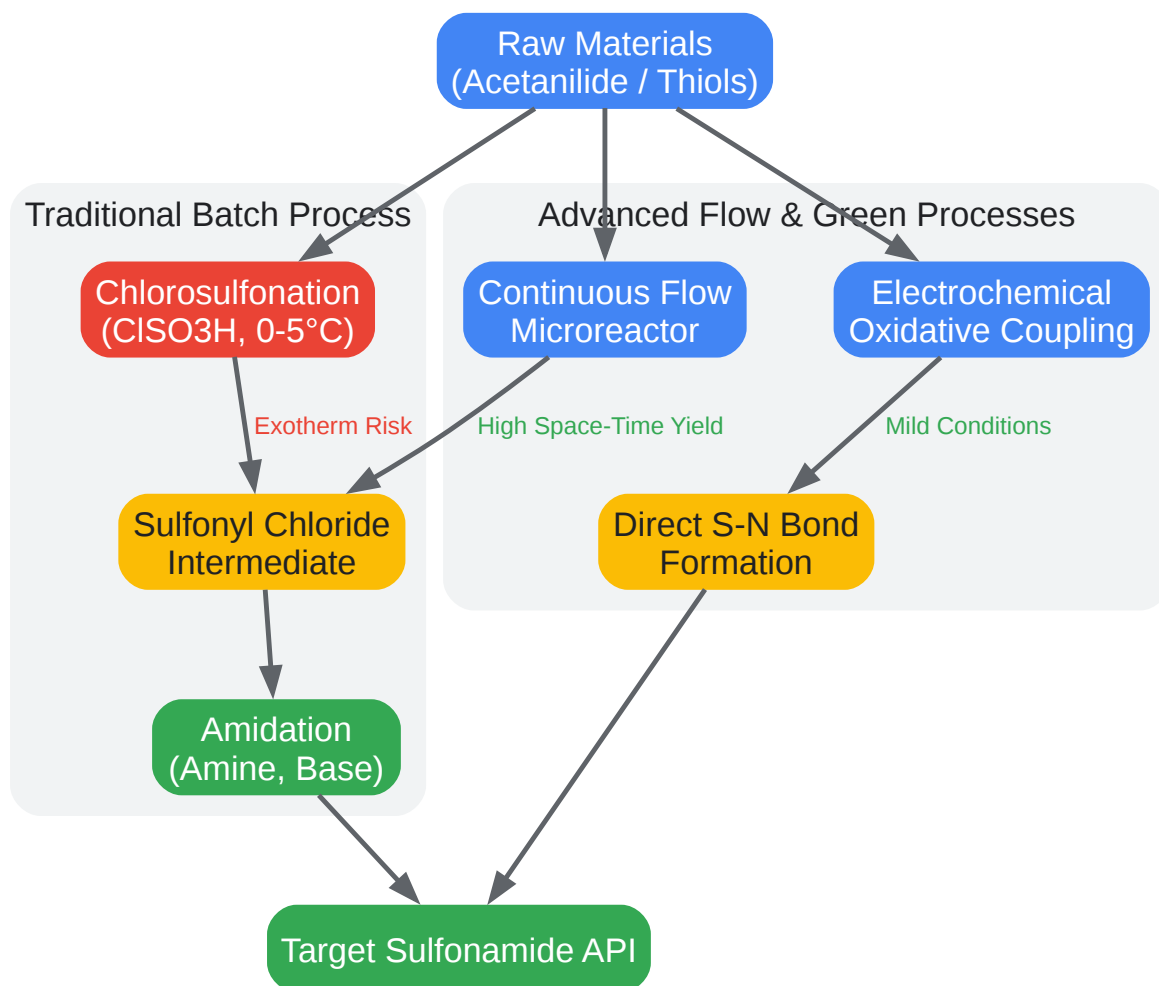 Raw Materials
(Acetanilide / Thiols)
Traditional Batch Process
Advanced Flow & Green Processes
Chlorosulfonation
(ClSO3H, 0-5°C)
Continuous Flow
Microreactor
Electrochemical
Oxidative Coupling
Exotherm Risk
High Space-Time Yield
Mild Conditions
Sulfonyl Chloride
Intermediate
Direct S-N Bond
Formation
Amidation
(Amine, Base)
Target Sulfonamide API